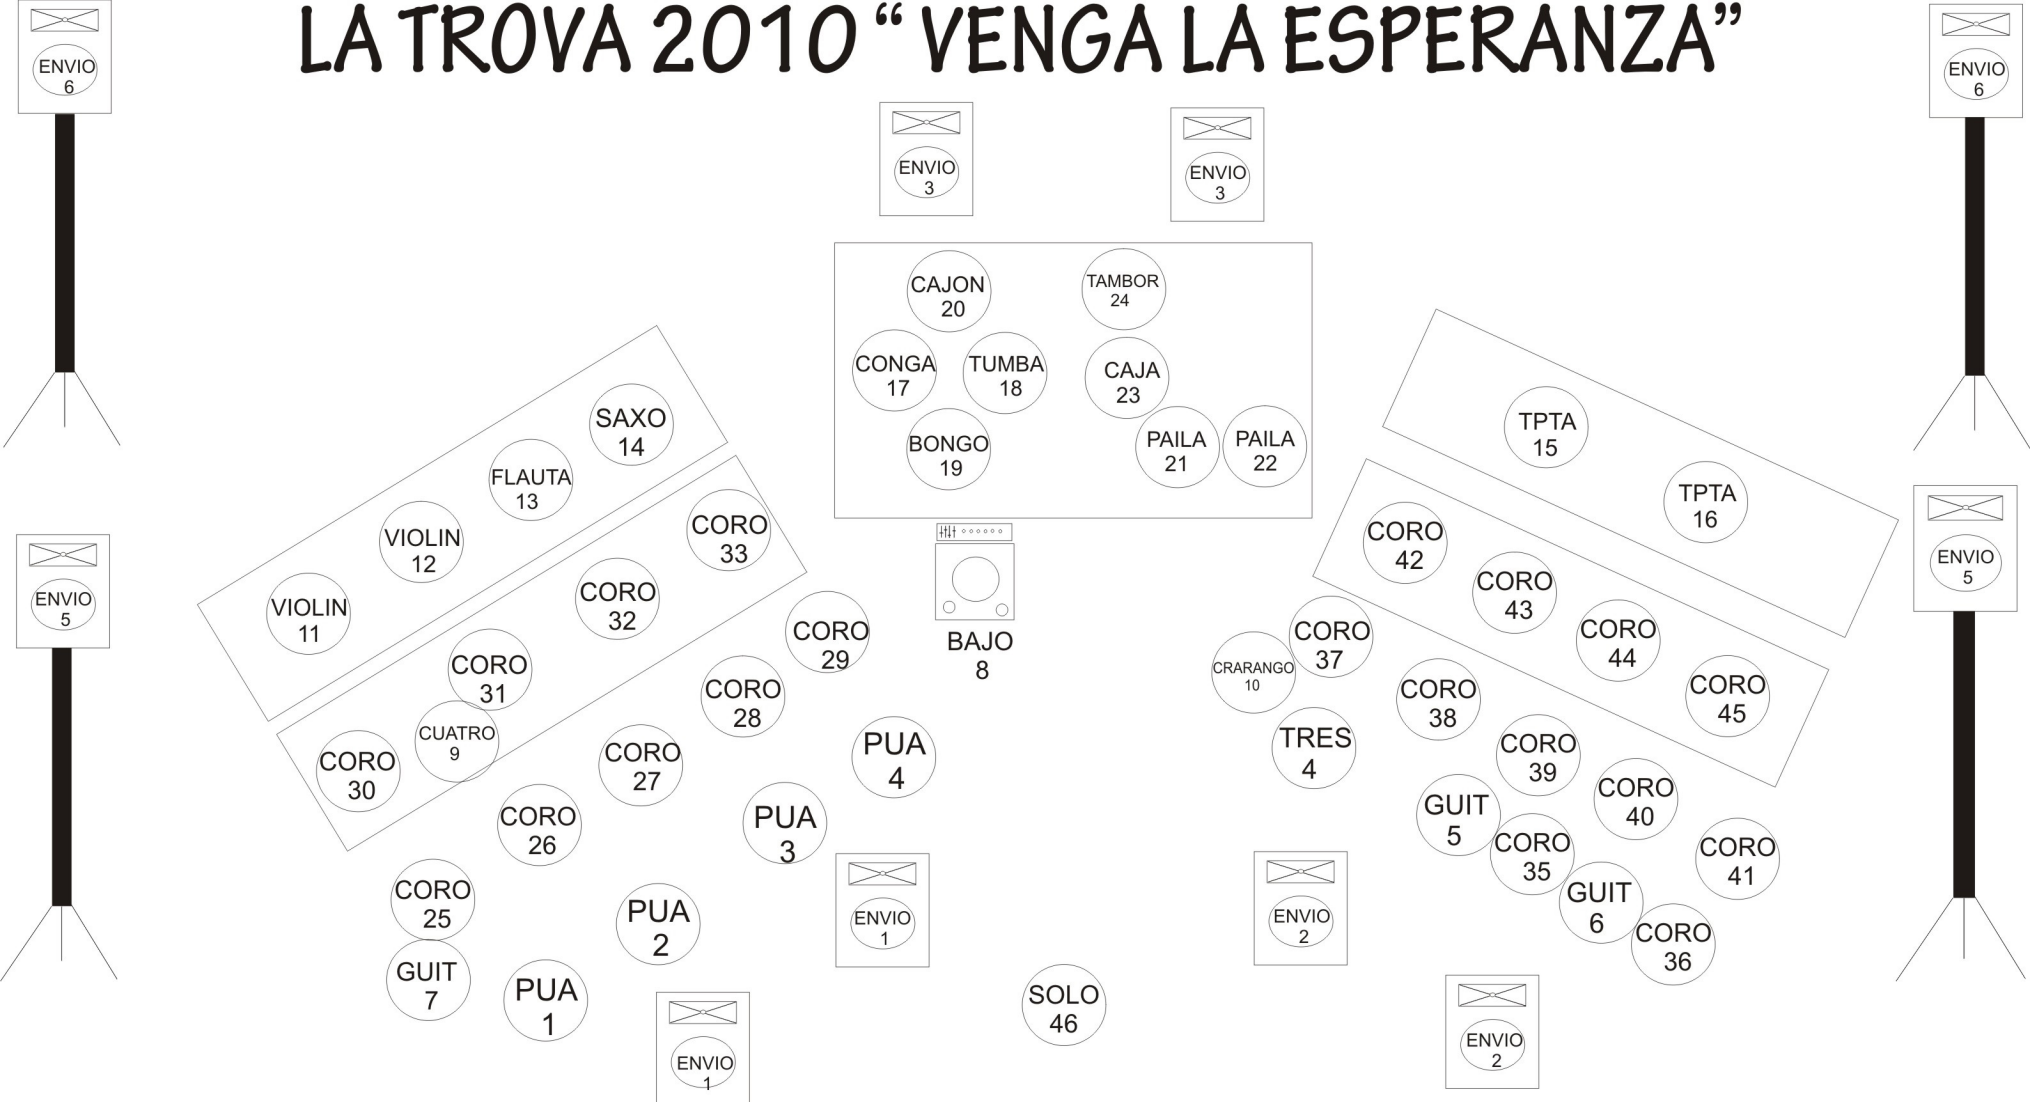 LA TROVA 2010 “ VENGA LA ESPERANZA”
ENVIO
6
ENVIO
6
ENVIO
3
ENVIO
3
CAJON
20
TAMBOR
24
CONGA
17
TUMBA
18
CAJA
23
BONGO
19
PAILA
21
PAILA
22
SAXO
14
FLAUTA
13
VIOLIN
12
VIOLIN
11
TPTA
15
TPTA
16
ENVIO
5
ENVIO
5
CORO
33
CORO
32
CORO
31
CUATRO
9
CORO
30
CORO
42
CORO
43
CORO
44
CORO
45
BAJO
8
CORO
29
CORO
28
CORO
27
CORO
26
CORO
25
GUIT
7
CRARANGO
10
CORO
37
CORO
38
CORO
39
CORO
40
CORO
41
PUA
4
PUA
3
PUA
2
PUA
1
TRES
4
GUIT
5
CORO
35
GUIT
6
CORO
36
ENVIO
1
ENVIO
2
ENVIO
1
SOLO
46
ENVIO
2